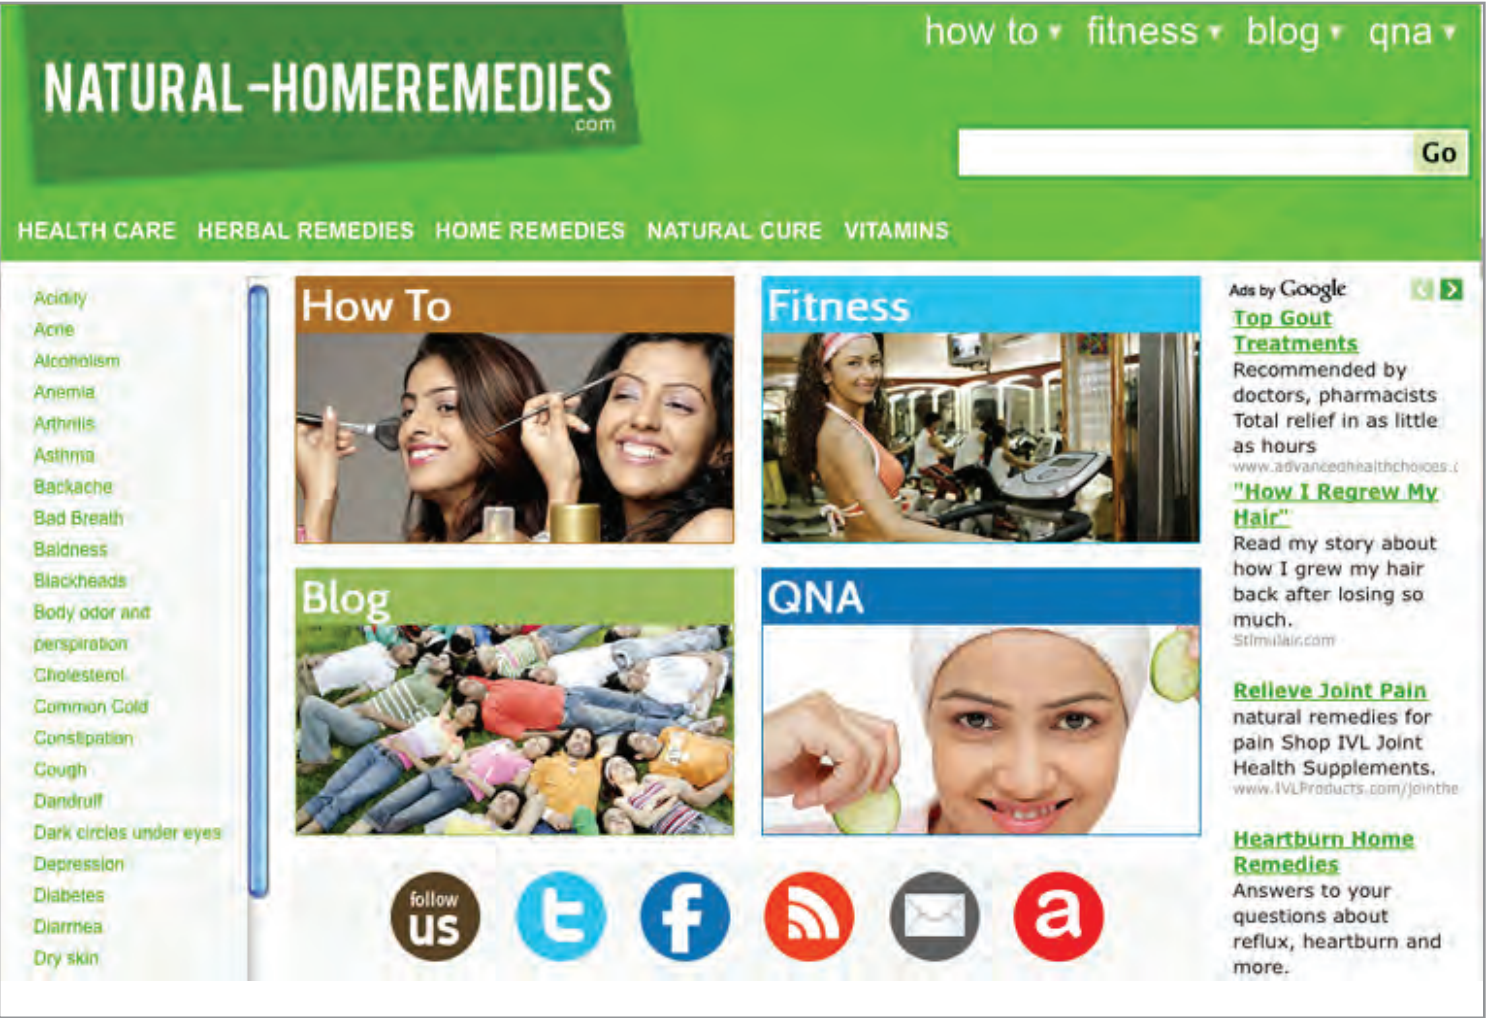 how to fitness blog qna
NATURAL-HOMEREMEDIES
.com
Go
HEALTH CARE HERBAL REMEDIES HOME REMEDIES NATURAL CURE VITAMINS
Acidity
Acne
Alcoholism
Anemia
Arthritis
Asthma
Backache
Bad Breath
Baldness
Blackheads
Body odor and
perspiration
Cholesterol
Common Cold
Constipation
Cough
Dandruff
Dark circles under eyes
Depression
Diabetes
Diarrhea
Dry skin
How To
Fitness
Blog
QNA
follow
us
t
f
a
Ads by Google
Top Gout
Treatments
Recommended by
doctors, pharmacists
Total relief in as little
as hours
www.advancedhealthchoices.c
"How I Regrew My
Hair"
Read my story about
how I grew my hair
back after losing so
much.
Stimulair.com
Relieve Joint Pain
natural remedies for
pain Shop IVL Joint
Health Supplements.
www.IVLProducts.com/jointhe
Heartburn Home
Remedies
Answers to your
questions about
reflux, heartburn and
more.